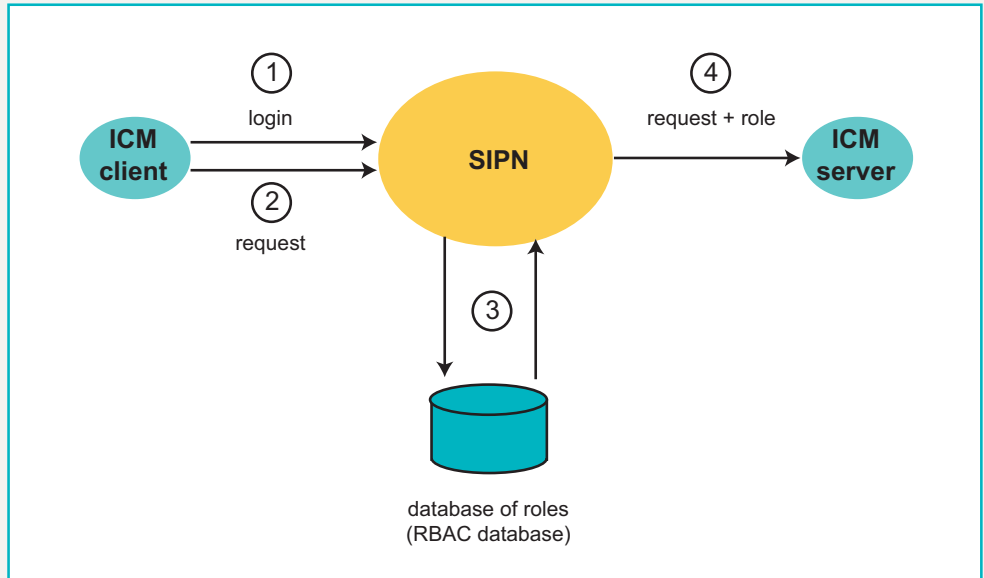 1
login
ICM
client
2
request
SIPN
3
4
request + role
ICM
server
database of roles
(RBAC database)